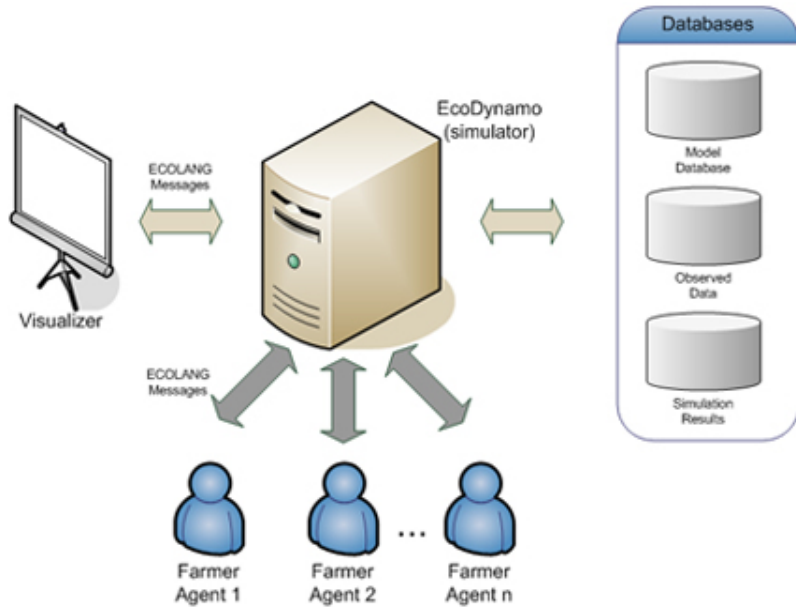 Databases
EcoDynamo
(simulator)
Model
Database
ECOLANG
Messages
Observed
Data
Visualizer
Simulation
Results
ECOLANG
Messages
...
Farmer
Agent 1
Farmer
Agent 2
Farmer
Agent n